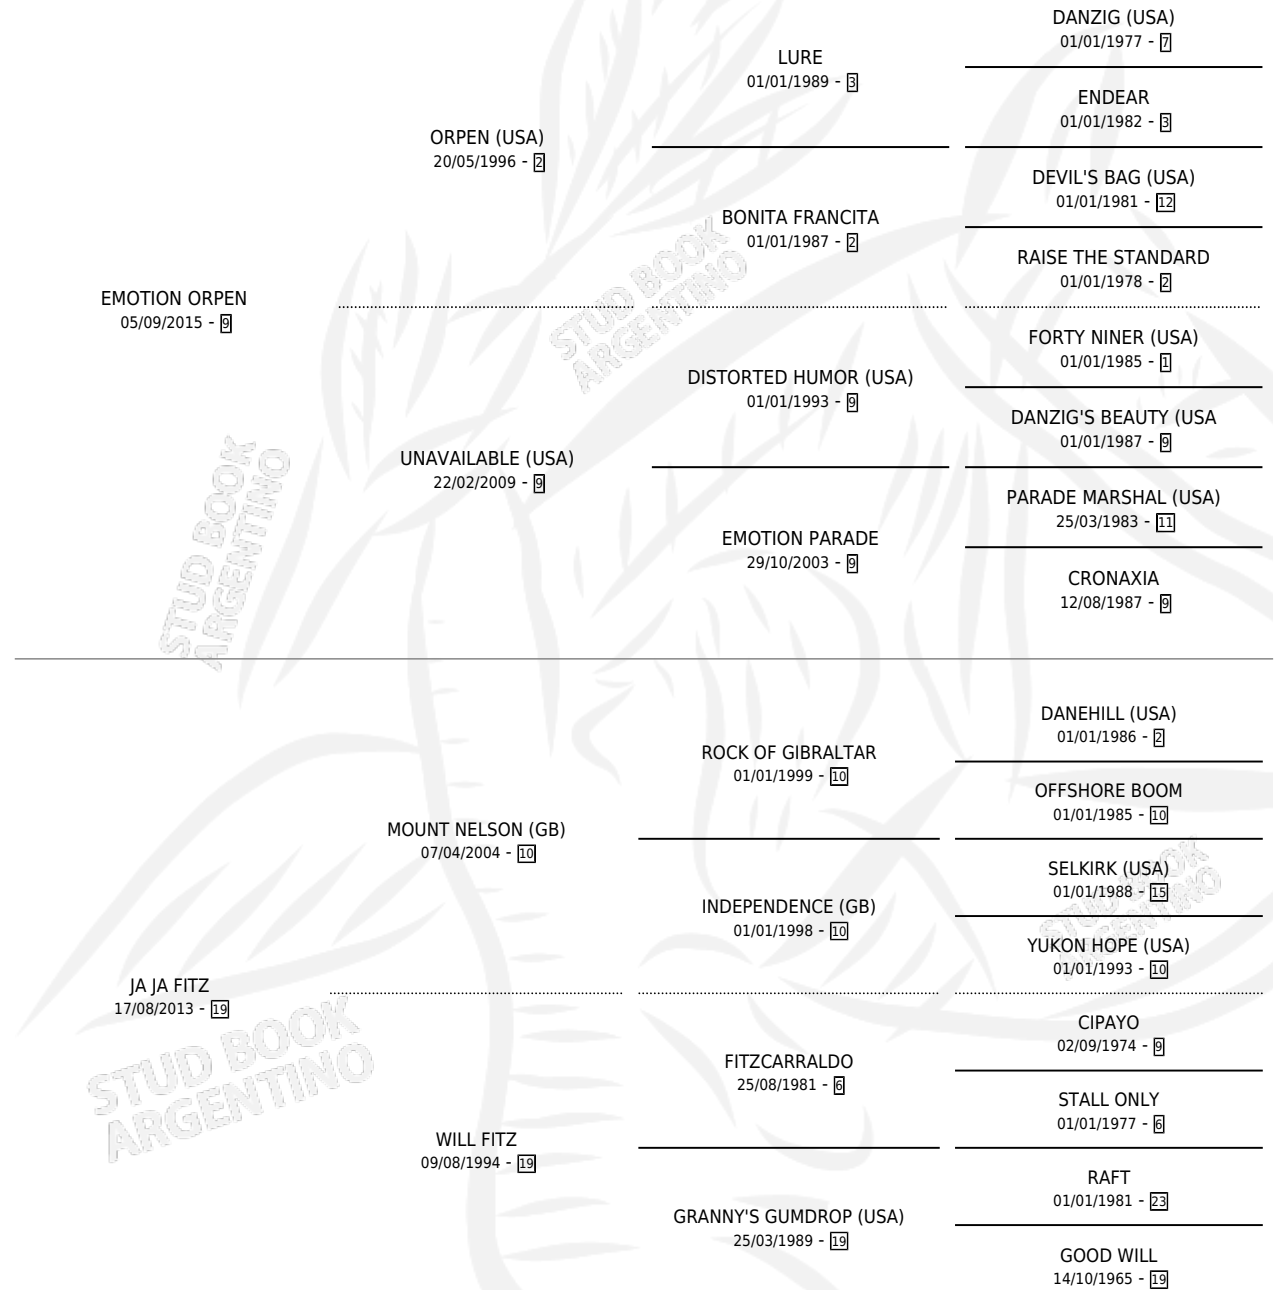 DANZIG (USA)
01/01/1977 - 7
LURE
01/01/1989 - 3
ENDEAR
01/01/1982 - 3
ORPEN (USA)
20/05/1996 - 2
DEVIL'S BAG (USA)
01/01/1981 - 12
BONITA FRANCITA
01/01/1987 - 2
RAISE THE STANDARD
01/01/1978 - 2
EMOTION ORPEN
05/09/2015 - 9
FORTY NINER (USA)
01/01/1985 - 1
DISTORTED HUMOR (USA)
01/01/1993 - 9
DANZIG'S BEAUTY (USA
01/01/1987 - 9
UNAVAILABLE (USA)
22/02/2009 - 9
PARADE MARSHAL (USA)
25/03/1983 - 11
EMOTION PARADE
29/10/2003 - 9
CRONAXIA
12/08/1987 - 9
STUD BOOK
ARGENTINO
STUD BOOK
ARGENTINO
DANEHILL (USA)
01/01/1986 - 2
ROCK OF GIBRALTAR
01/01/1999 - 10
OFFSHORE BOOM
01/01/1985 - 10
MOUNT NELSON (GB)
07/04/2004 - 10
SELKIRK (USA)
01/01/1988 - 15
INDEPENDENCE (GB)
01/01/1998 - 10
YUKON HOPE (USA)
01/01/1993 - 10
JA JA FITZ
17/08/2013 - 19
CIPAYO
02/09/1974 - 9
FITZCARRALDO
25/08/1981 - 6
STALL ONLY
01/01/1977 - 6
WILL FITZ
09/08/1994 - 19
RAFT
01/01/1981 - 23
GRANNY'S GUMDROP (USA)
25/03/1989 - 19
GOOD WILL
14/10/1965 - 19
STUD BOOK
ARGENTINO
STUD BOOK
ARGENTINO